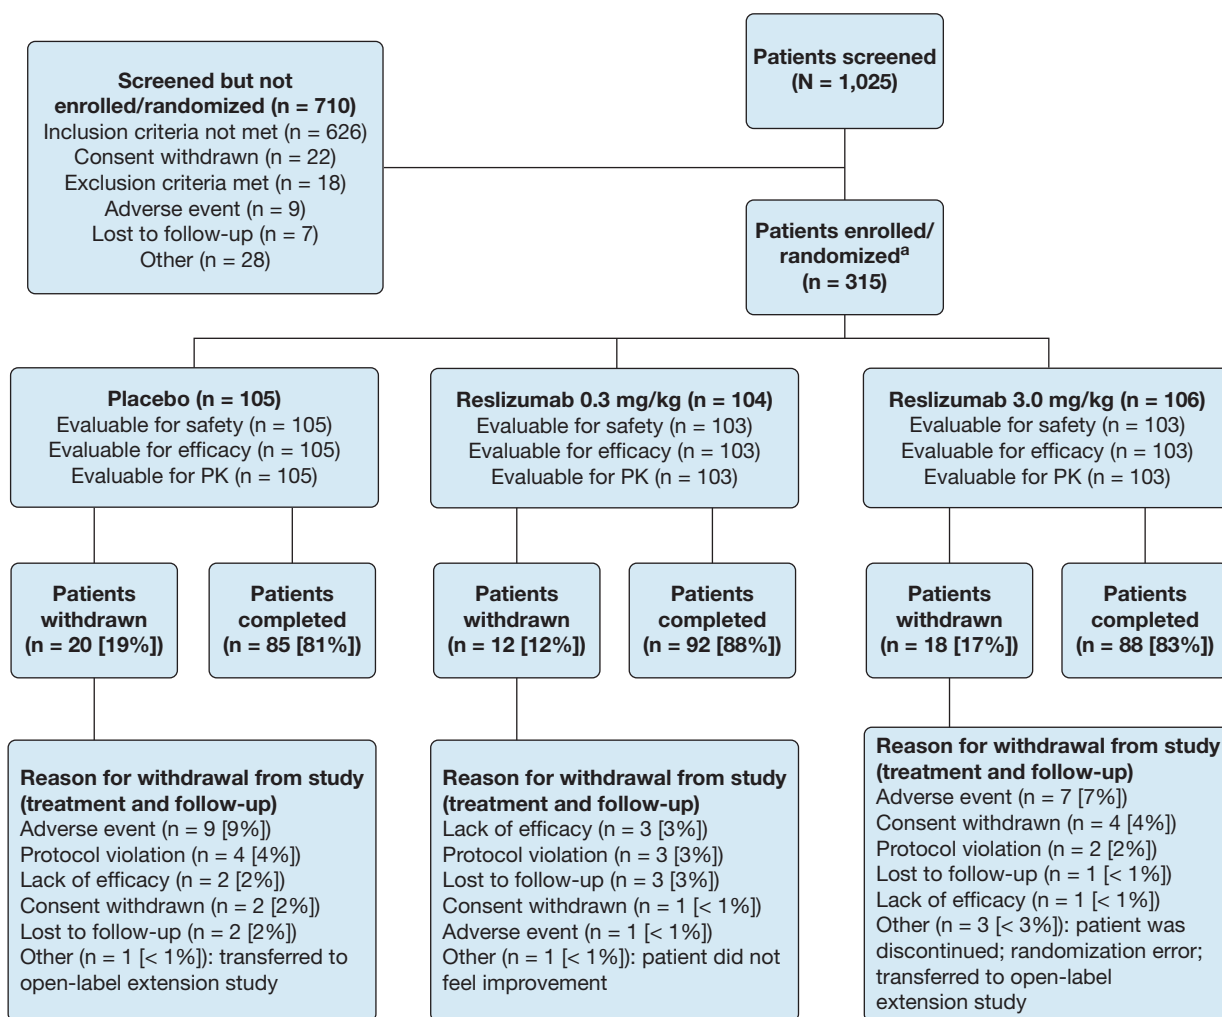 Screened but not
enrolled/randomized (n = 710)
Inclusion criteria not met (n = 626)
Consent withdrawn (n = 22)
Exclusion criteria met (n = 18)
Adverse event (n = 9)
Lost to follow-up (n = 7)
Other (n = 28)
Patients screened
(N = 1,025)
Patients enrolled/
randomizedᵃ
(n = 315)
Placebo (n = 105)
Evaluable for safety (n = 105)
Evaluable for efficacy (n = 105)
Evaluable for PK (n = 105)
Reslizumab 0.3 mg/kg (n = 104)
Evaluable for safety (n = 103)
Evaluable for efficacy (n = 103)
Evaluable for PK (n = 103)
Reslizumab 3.0 mg/kg (n = 106)
Evaluable for safety (n = 103)
Evaluable for efficacy (n = 103)
Evaluable for PK (n = 103)
Patients
withdrawn
(n = 20 [19%])
Patients
completed
(n = 85 [81%])
Patients
withdrawn
(n = 12 [12%])
Patients
completed
(n = 92 [88%])
Patients
withdrawn
(n = 18 [17%])
Patients
completed
(n = 88 [83%])
Reason for withdrawal from study
(treatment and follow-up)
Adverse event (n = 9 [9%])
Protocol violation (n = 4 [4%])
Lack of efficacy (n = 2 [2%])
Consent withdrawn (n = 2 [2%])
Lost to follow-up (n = 2 [2%])
Other (n = 1 [< 1%]): transferred to
open-label extension study
Reason for withdrawal from study
(treatment and follow-up)
Lack of efficacy (n = 3 [3%])
Protocol violation (n = 3 [3%])
Lost to follow-up (n = 3 [3%])
Consent withdrawn (n = 1 [< 1%])
Adverse event (n = 1 [< 1%])
Other (n = 1 [< 1%]): patient did not
feel improvement
Reason for withdrawal from study
(treatment and follow-up)
Adverse event (n = 7 [7%])
Consent withdrawn (n = 4 [4%])
Protocol violation (n = 2 [2%])
Lost to follow-up (n = 1 [< 1%])
Lack of efficacy (n = 1 [< 1%])
Other (n = 3 [< 3%]): patient was
discontinued; randomization error;
transferred to open-label
extension study